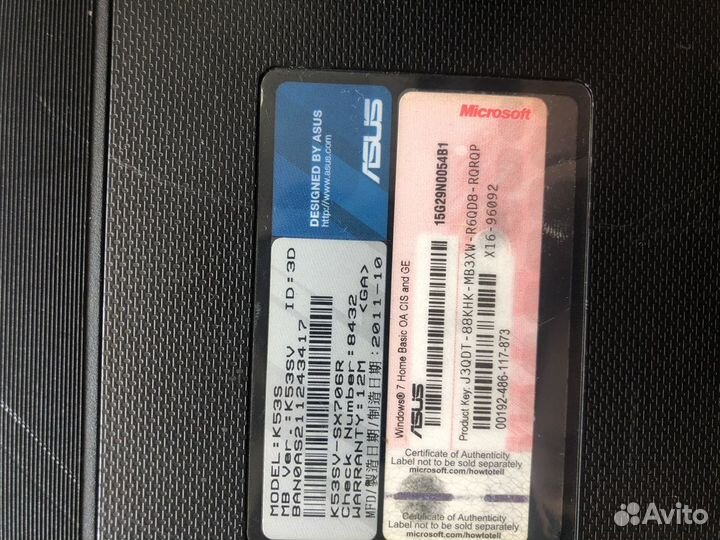 DESIGNED BY ASUS
http://www.asus.com
ASUS
MODEL:K53S ID:3D
MB Ver.:K53SV
BAN0AS211243417
K53SV-SX706R
Check Number:8432
WARRANTY:12M <GA>
MFD/製造日期/制造日期:2011-10
Microsoft
Windows® 7 Home Basic OA CIS and GE
ASUS
15G29N0054B1
Product Key: J3QDT-88KHK-MB3XW-R6QD8-RQRQP
00192-486-117-873
X16-96092
Certificate of Authenticity
Label not to be sold separately
microsoft.com/howtotell
Certificate of Authenticity
Label not to be sold separately
microsoft.com/howtotell
Avito